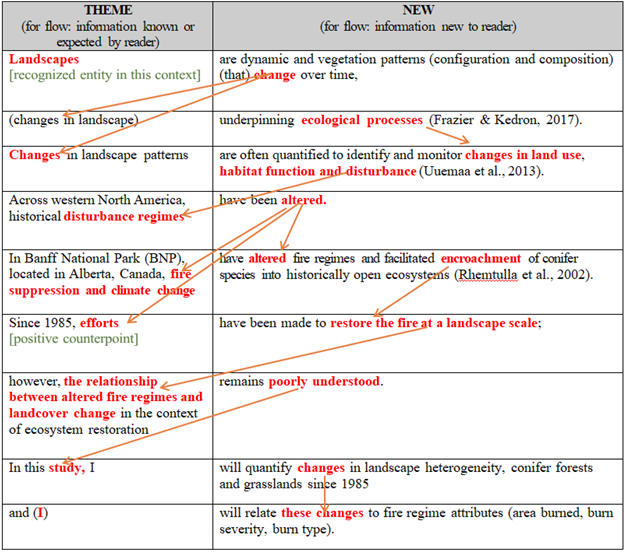 THEME
(for flow: information known or
expected by reader)
NEW
(for flow: information new to reader)
Landscapes
[recognized entity in this context]
are dynamic and vegetation patterns (configuration and composition)
(that) change over time,
(changes in landscape)
underpinning ecological processes (Frazier & Kedron, 2017).
Changes in landscape patterns
are often quantified to identify and monitor changes in land use,
habitat function and disturbance (Uuemaa et al., 2013).
Across western North America,
historical disturbance regimes
have been altered.
In Banff National Park (BNP),
located in Alberta, Canada, fire
suppression and climate change
have altered fire regimes and facilitated encroachment of conifer
species into historically open ecosystems (Rhemtulla et al., 2002).
Since 1985, efforts
[positive counterpoint]
have been made to restore the fire at a landscape scale;
however, the relationship
between altered fire regimes and
landcover change in the context
of ecosystem restoration
remains poorly understood.
In this study, I
will quantify changes in landscape heterogeneity, conifer forests
and grasslands since 1985
and (I)
will relate these changes to fire regime attributes (area burned, burn
severity, burn type).